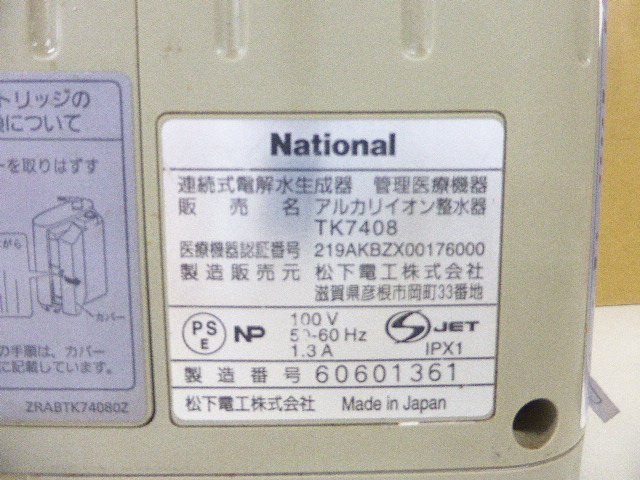 トリッジの
について
ーを取りはずす
カバー
の手順は、カバー
に記載しています。
ZRABTK74080Z
National
連続式電解水生成器 管理医療機器
販売名 アルカリイオン整水器
TK7408
医療機器認証番号 219AKBZX00176000
製造販売元 松下電工株式会社
滋賀県彦根市岡町33番地
PS
E
NP
100 V
50-60 Hz
1.3 A
S JET
IPX1
製造番号 60601361
松下電工株式会社 Made in Japan